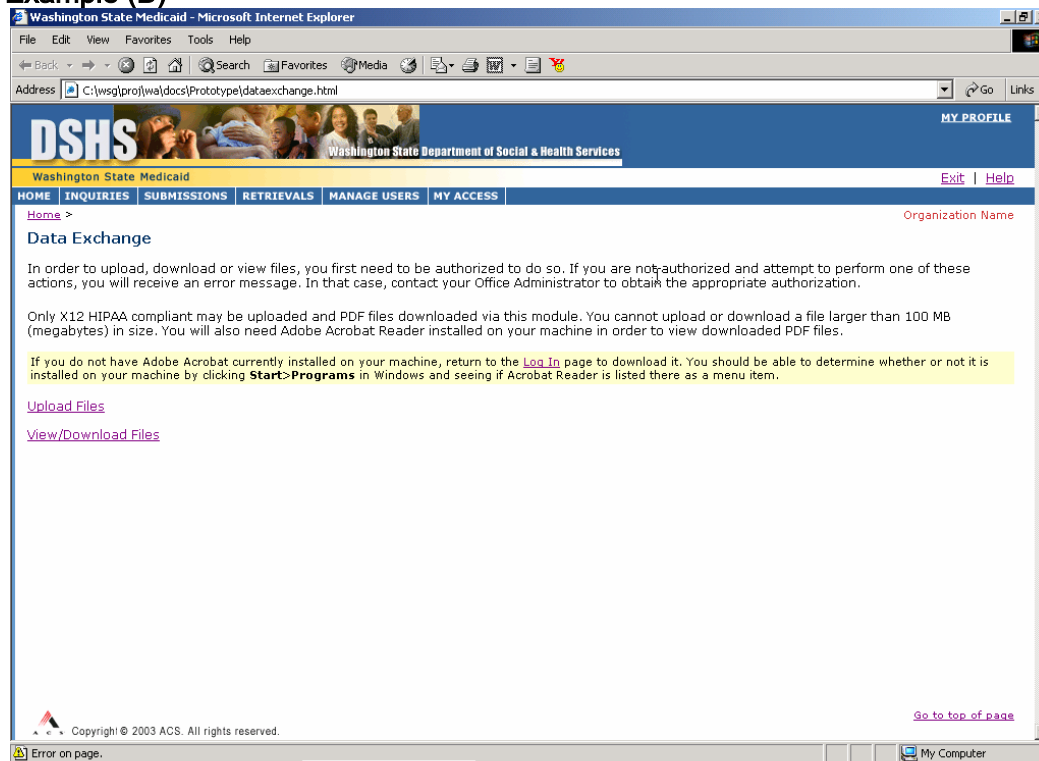 Example (B)
Washington State Medicaid - Microsoft Internet Explorer
File Edit View Favorites Tools Help
Back Search Favorites Media
Address C:\wsg\proj\wa\docs\Prototype\dataexchange.html Go Links
MY PROFILE
DSHS Washington State Department of Social & Health Services
Washington State Medicaid Exit | Help
HOME INQUIRIES SUBMISSIONS RETRIEVALS MANAGE USERS MY ACCESS
Home > Organization Name
Data Exchange
In order to upload, download or view files, you first need to be authorized to do so. If you are not authorized and attempt to perform one of these
actions, you will receive an error message. In that case, contact your Office Administrator to obtain the appropriate authorization.
Only X12 HIPAA compliant may be uploaded and PDF files downloaded via this module. You cannot upload or download a file larger than 100 MB
(megabytes) in size. You will also need Adobe Acrobat Reader installed on your machine in order to view downloaded PDF files.
If you do not have Adobe Acrobat currently installed on your machine, return to the Log In page to download it. You should be able to determine whether or not it is
installed on your machine by clicking Start>Programs in Windows and seeing if Acrobat Reader is listed there as a menu item.
Upload Files
View/Download Files
Go to top of page
A C S Copyright © 2003 ACS. All rights reserved.
Error on page. My Computer